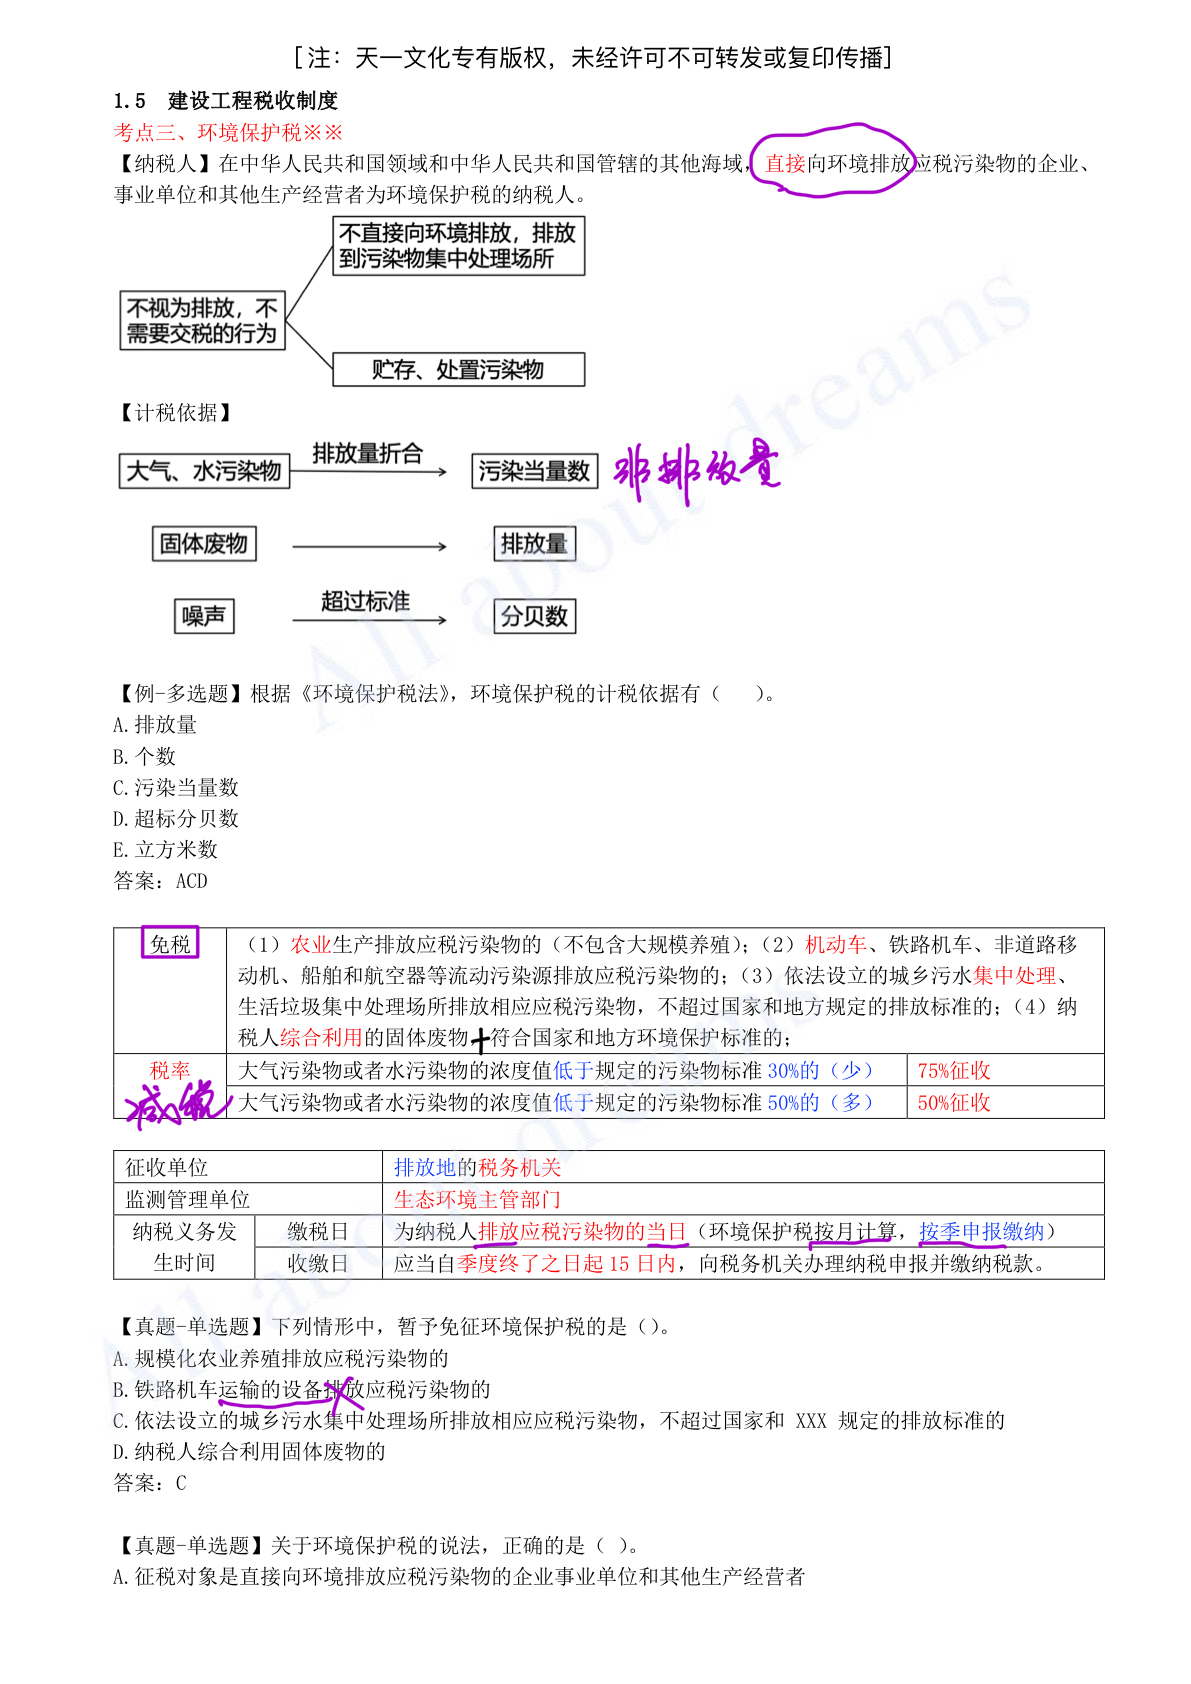 [注：天一文化专有版权，未经许可不可转发或复印传播]
1.5 建设工程税收制度
考点三、环境保护税※※
【纳税人】在中华人民共和国领域和中华人民共和国管辖的其他海域，直接向环境排放应税污染物的企业、
事业单位和其他生产经营者为环境保护税的纳税人。
不直接向环境排放，排放
到污染物集中处理场所
不视为排放，不
需要交税的行为
贮存、处置污染物
【计税依据】
大气、水污染物 排放量折合 污染当量数 非排放量
固体废物 排放量
噪声 超过标准 分贝数
【例-多选题】根据《环境保护税法》，环境保护税的计税依据有（ ）。
A.排放量
B.个数
C.污染当量数
D.超标分贝数
E.立方米数
答案：ACD
免税 （1）农业生产排放应税污染物的（不包含大规模养殖）；（2）机动车、铁路机车、非道路移
动机、船舶和航空器等流动污染源排放应税污染物的；（3）依法设立的城乡污水集中处理、
生活垃圾集中处理场所排放相应应税污染物，不超过国家和地方规定的排放标准的；（4）纳
税人综合利用的固体废物+符合国家和地方环境保护标准的；
税率 大气污染物或者水污染物的浓度值低于规定的污染物标准 30%的（少） 75%征收
减税 大气污染物或者水污染物的浓度值低于规定的污染物标准 50%的（多） 50%征收
征收单位 排放地的税务机关
监测管理单位 生态环境主管部门
纳税义务发 缴税日 为纳税人排放应税污染物的当日（环境保护税按月计算，按季申报缴纳）
生时间 收缴日 应当自季度终了之日起 15 日内，向税务机关办理纳税申报并缴纳税款。
【真题-单选题】下列情形中，暂予免征环境保护税的是（）。
A.规模化农业养殖排放应税污染物的
B.铁路机车运输的设备排放应税污染物的
C.依法设立的城乡污水集中处理场所排放相应应税污染物，不超过国家和 XXX 规定的排放标准的
D.纳税人综合利用固体废物的
答案：C
【真题-单选题】关于环境保护税的说法，正确的是（ ）。
A.征税对象是直接向环境排放应税污染物的企业事业单位和其他生产经营者
All about dreams
All about dreams